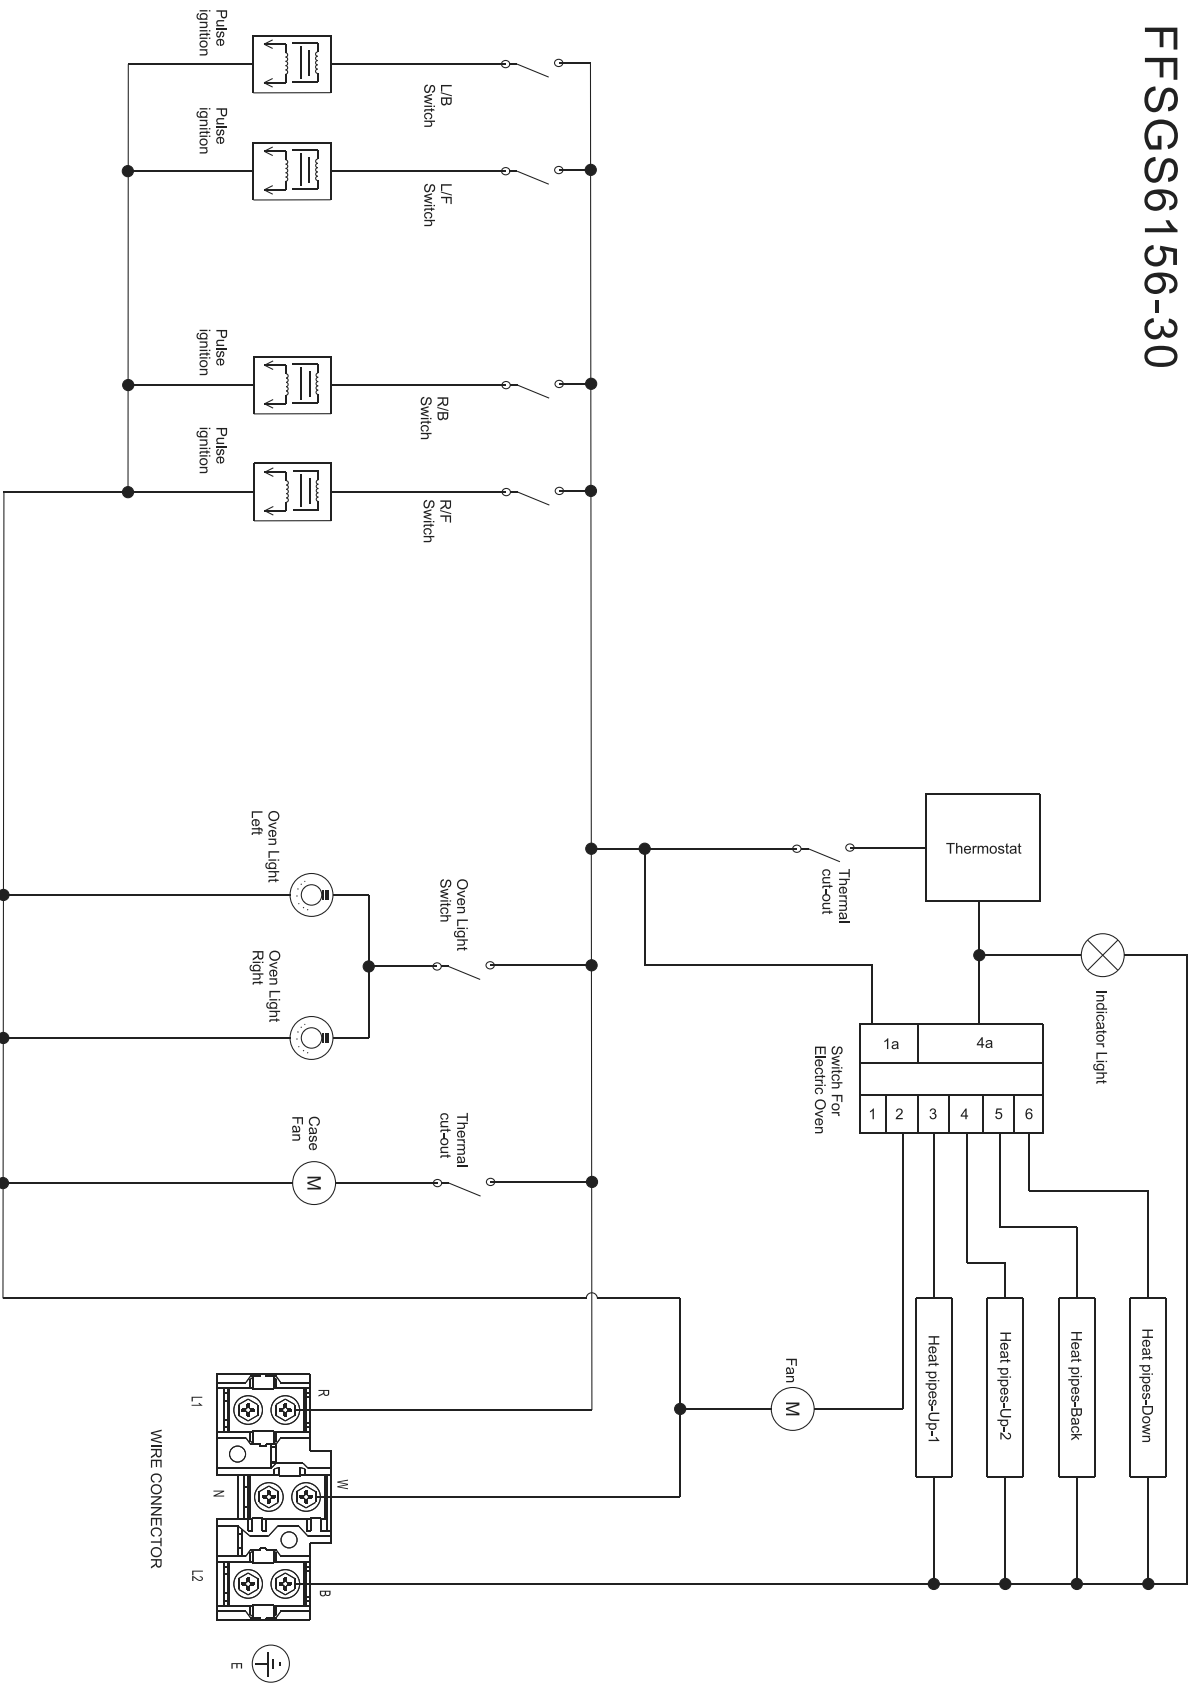 FFSGS6156-30
Pulse
ignition
L/B
Switch
Pulse
ignition
L/F
Switch
Pulse
ignition
R/B
Switch
Pulse
ignition
R/F
Switch
Thermostat
Thermal
cut-out
Indicator Light
1a
4a
Switch For
Electric Oven
1
2
3
4
5
6
Oven Light
Left
Oven Light
Switch
Oven Light
Right
Case
Fan
M
Thermal
cut-out
Fan
M
Heat pipes-Up-1
Heat pipes-Up-2
Heat pipes-Back
Heat pipes-Down
R
L1
W
N
B
L2
WIRE CONNECTOR
E